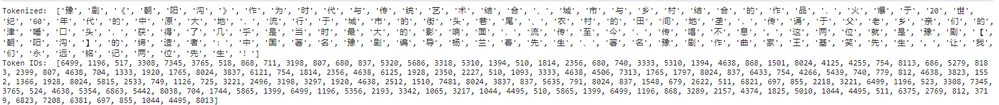 Tokenized:  ['豫', '剧', '《', '朝', '阳', '沟', '》', '作', '为', '时', '代', '与', '传', '统', '艺', '术', '结', '合', '、', '城', '市', '与', '乡', '村', '结', '合', '的', '作', '品', '，', '火', '爆', '于', '20', '世',
'纪', '60', '年', '代', '的', '中', '原', '大', '地', '，', '流', '行', '于', '城', '市', '的', '街', '头', '巷', '尾', '、', '农', '村', '的', '田', '间', '地', '垄', '，', '传', '诵', '于', '父', '老', '乡', '亲', '们', '的',
'津', '唾', '口', '头', '，', '获', '得', '了', '几', '乎', '是', '当', '时', '最', '大', '的', '影', '响', '面', '，', '流', '传', '至', '今', '，', '传', '唱', '不', '息', '。', '这', '两', '位', '就', '是', '豫', '剧', '【',
'朝', '阳', '沟', '】', '的', '缔', '造', '者', '：', '中', '国', '著', '名', '豫', '剧', '编', '导', '杨', '兰', '春', '先', '生', '、', '著', '名', '豫', '剧', '作', '曲', '家', '王', '基', '笑', '先', '生', '。', '让', '我',
'们', '永', '远', '铭', '记', '两', '位', '先', '生', '！']
Token IDs:  [6499, 1196, 517, 3308, 7345, 3765, 518, 868, 711, 3198, 807, 680, 837, 5320, 5686, 3318, 5310, 1394, 510, 1814, 2356, 680, 740, 3333, 5310, 1394, 4638, 868, 1501, 8024, 4125, 4255, 754, 8113, 686, 5279, 818
3, 2399, 807, 4638, 704, 1333, 1920, 1765, 8024, 3837, 6121, 754, 1814, 2356, 4638, 6125, 1928, 2350, 2227, 510, 1093, 3333, 4638, 4506, 7313, 1765, 1797, 8024, 837, 6433, 754, 4266, 5439, 740, 779, 812, 4638, 3823, 155
2, 1366, 1928, 8024, 5815, 2533, 749, 1126, 725, 3221, 2496, 3198, 3297, 1920, 4638, 2512, 1510, 7481, 8024, 3837, 837, 5635, 791, 8024, 837, 1548, 679, 2622, 511, 6821, 697, 855, 2218, 3221, 6499, 1196, 523, 3308, 7345,
3765, 524, 4638, 5354, 6863, 5442, 8038, 704, 1744, 5865, 1399, 6499, 1196, 5356, 2193, 3342, 1065, 3217, 1044, 4495, 510, 5865, 1399, 6499, 1196, 868, 3289, 2157, 4374, 1825, 5010, 1044, 4495, 511, 6375, 2769, 812, 371
9, 6823, 7208, 6381, 697, 855, 1044, 4495, 8013]